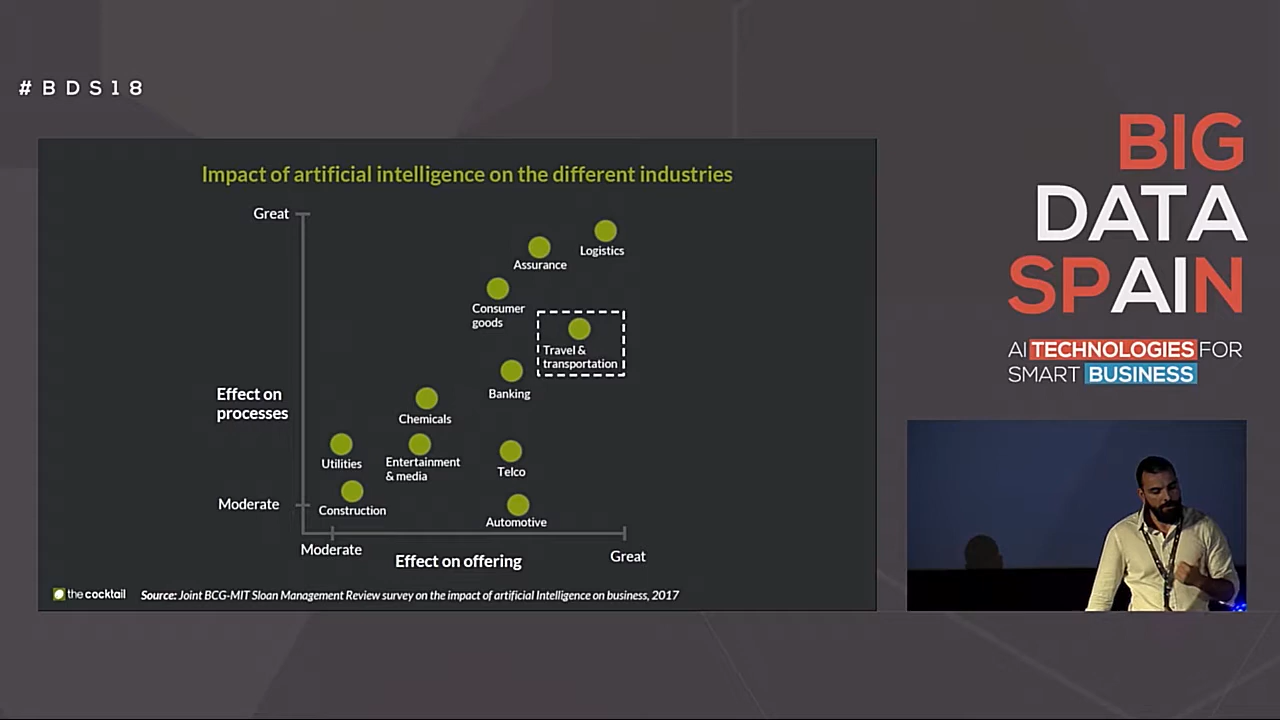 #BDS18
BIG
DATA
SPAIN
AI TECHNOLOGIES FOR
SMART BUSINESS
Impact of artificial intelligence on the different industries
Great
Logistics
Assurance
Consumer
goods
Travel &
transportation
Banking
Effect on
processes
Chemicals
Utilities
Entertainment
& media
Telco
Moderate
Construction
Automotive
Moderate
Effect on offering
Great
the cocktail
Source: Joint BCG-MIT Sloan Management Review survey on the impact of artificial Intelligence on business, 2017